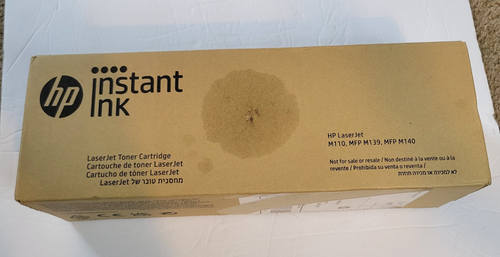 hp
instant
ınk
LaserJet Toner Cartridge
Cartouche de toner LaserJet
Cartucho de tóner LaserJet
מחסנית טונר של LaserJet
HP LaserJet
M110, MFP M139, MFP M140
Not for sale or resale / Non destiné à la vente ou à la
revente / Prohibida su venta o reventa /
לא למכירה או מכירה חוזרת